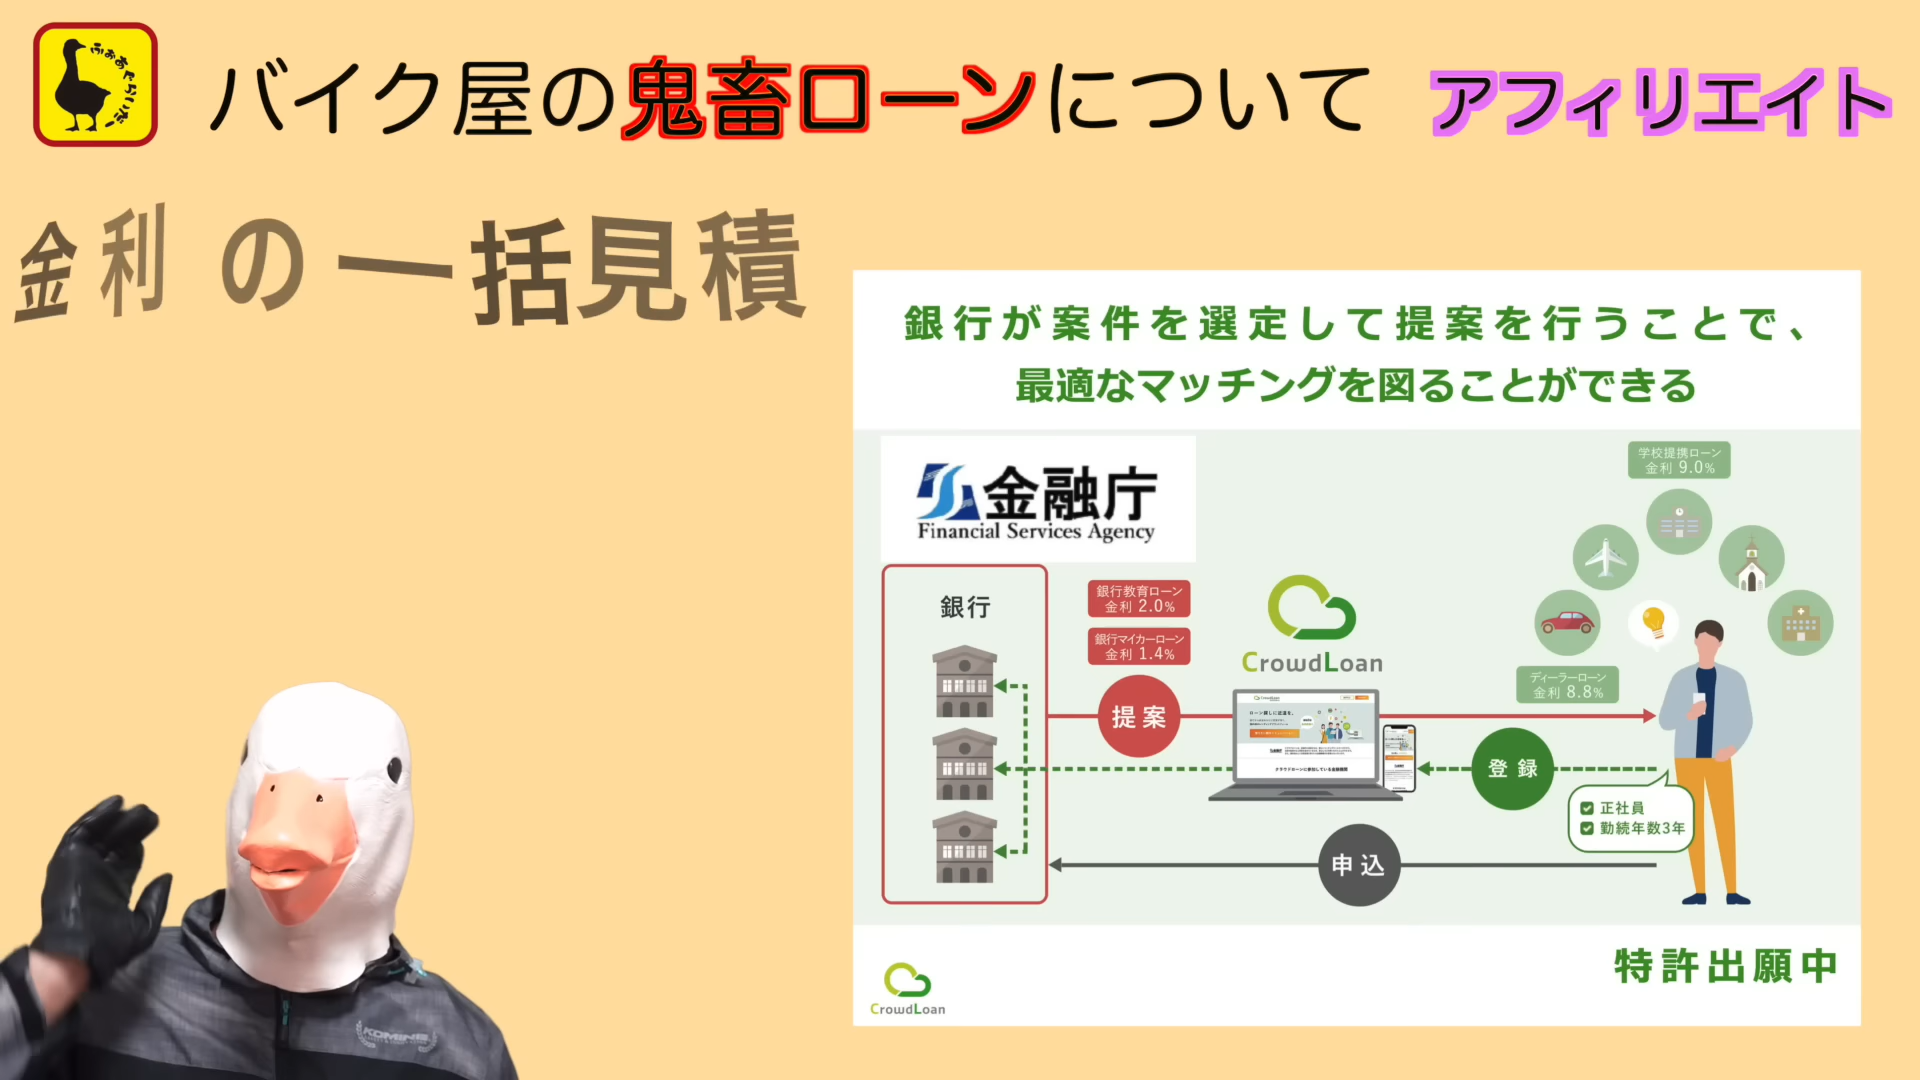 バイク屋の鬼畜ローンについて
アフィリエイト
金利の一括見積
銀行が案件を選定して提案を行うことで、
最適なマッチングを図ることができる
金融庁
Financial Services Agency
銀行
銀行教育ローン
金利 2.0%
銀行マイカーローン
金利 1.4%
提案
CrowdLoan
学校提携ローン
金利 9.0%
ディーラーローン
金利 8.8%
登録
正社員
勤続年数3年
申込
特許出願中
CrowdLoan
KOMINE